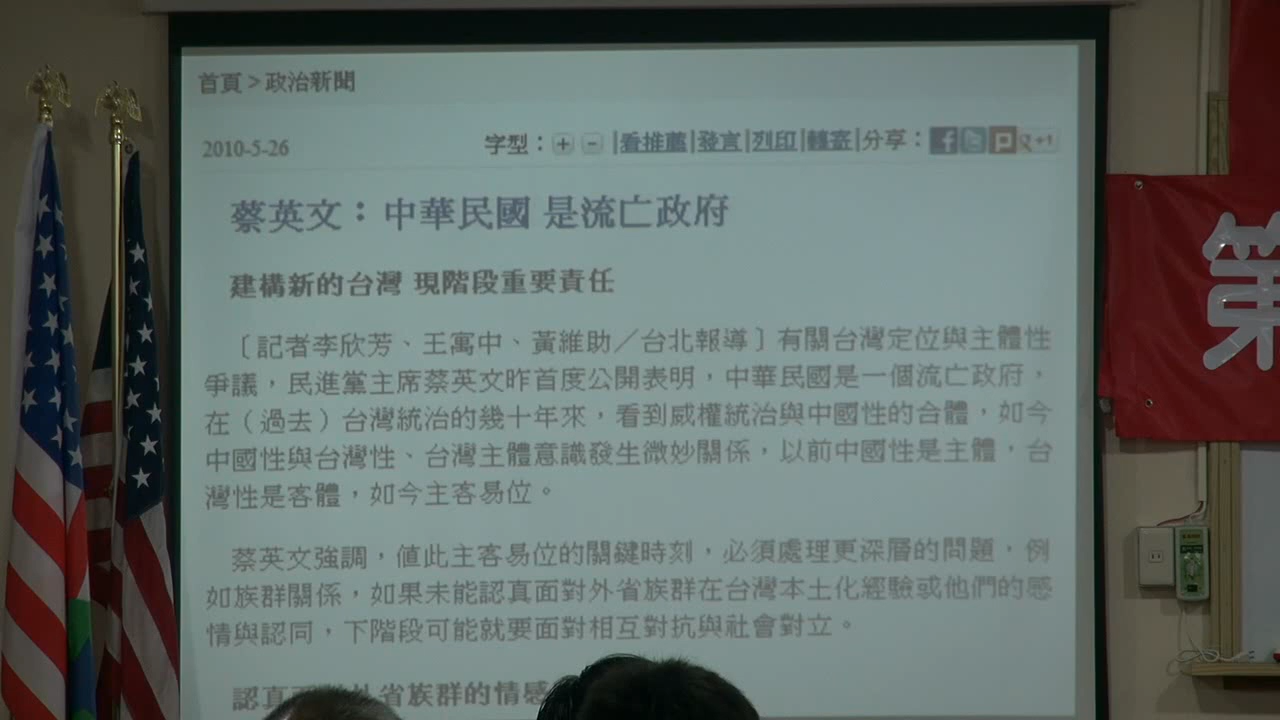 首頁 > 政治新聞
2010-5-26
字型： + − |看推薦|發言|列印|轉寄|分享： f t P g +1
蔡英文：中華民國 是流亡政府
建構新的台灣 現階段重要責任
〔記者李欣芳、王寓中、黃維助／台北報導〕有關台灣定位與主體性
爭議，民進黨主席蔡英文昨首度公開表明，中華民國是一個流亡政府，
在（過去）台灣統治的幾十年來，看到威權統治與中國性的合體，如今
中國性與台灣性、台灣主體意識發生微妙關係，以前中國性是主體，台
灣性是客體，如今主客易位。
蔡英文強調，值此主客易位的關鍵時刻，必須處理更深層的問題，例
如族群關係，如果未能認真面對外省族群在台灣本土化經驗或他們的感
情與認同，下階段可能就要面對相互對抗與社會對立。
認真 外省族群的情感
第